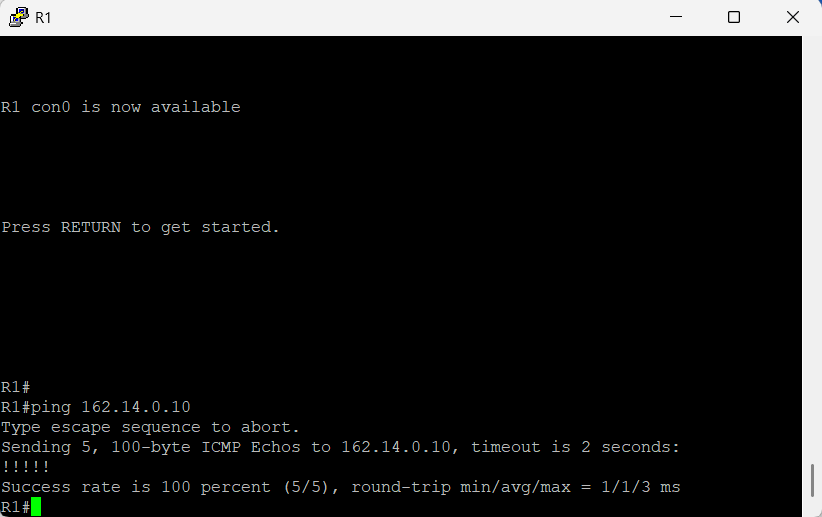 R1
R1 con0 is now available
Press RETURN to get started.
R1#
R1#ping 162.14.0.10
Type escape sequence to abort.
Sending 5, 100-byte ICMP Echos to 162.14.0.10, timeout is 2 seconds:
!!!!!
Success rate is 100 percent (5/5), round-trip min/avg/max = 1/1/3 ms
R1#